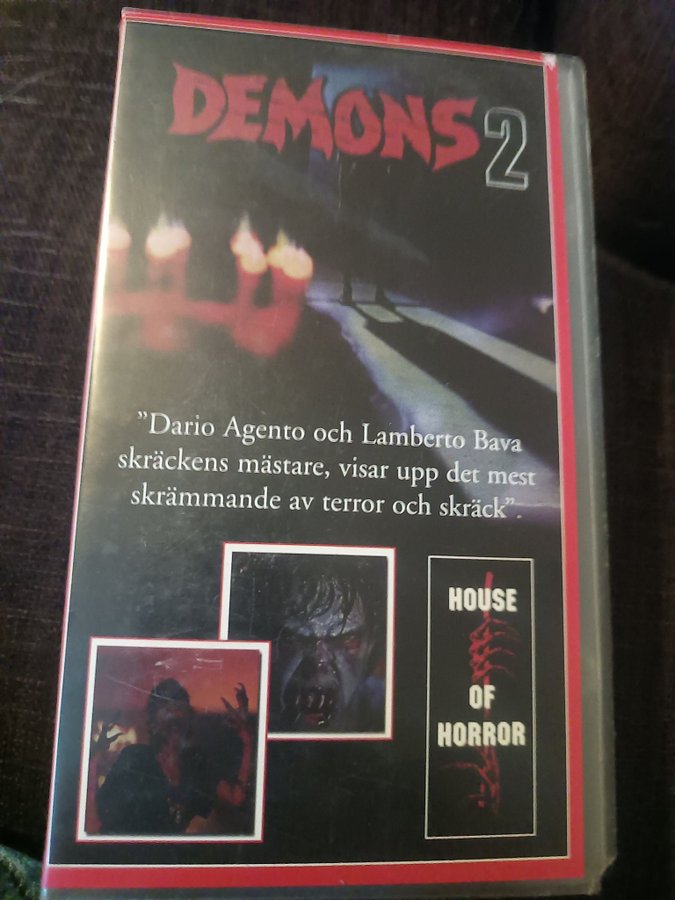 DEMONS 2
"Dario Agento och Lamberto Bava
skräckens mästare, visar upp det mest
skrämmande av terror och skräck".
HOUSE
OF
HORROR